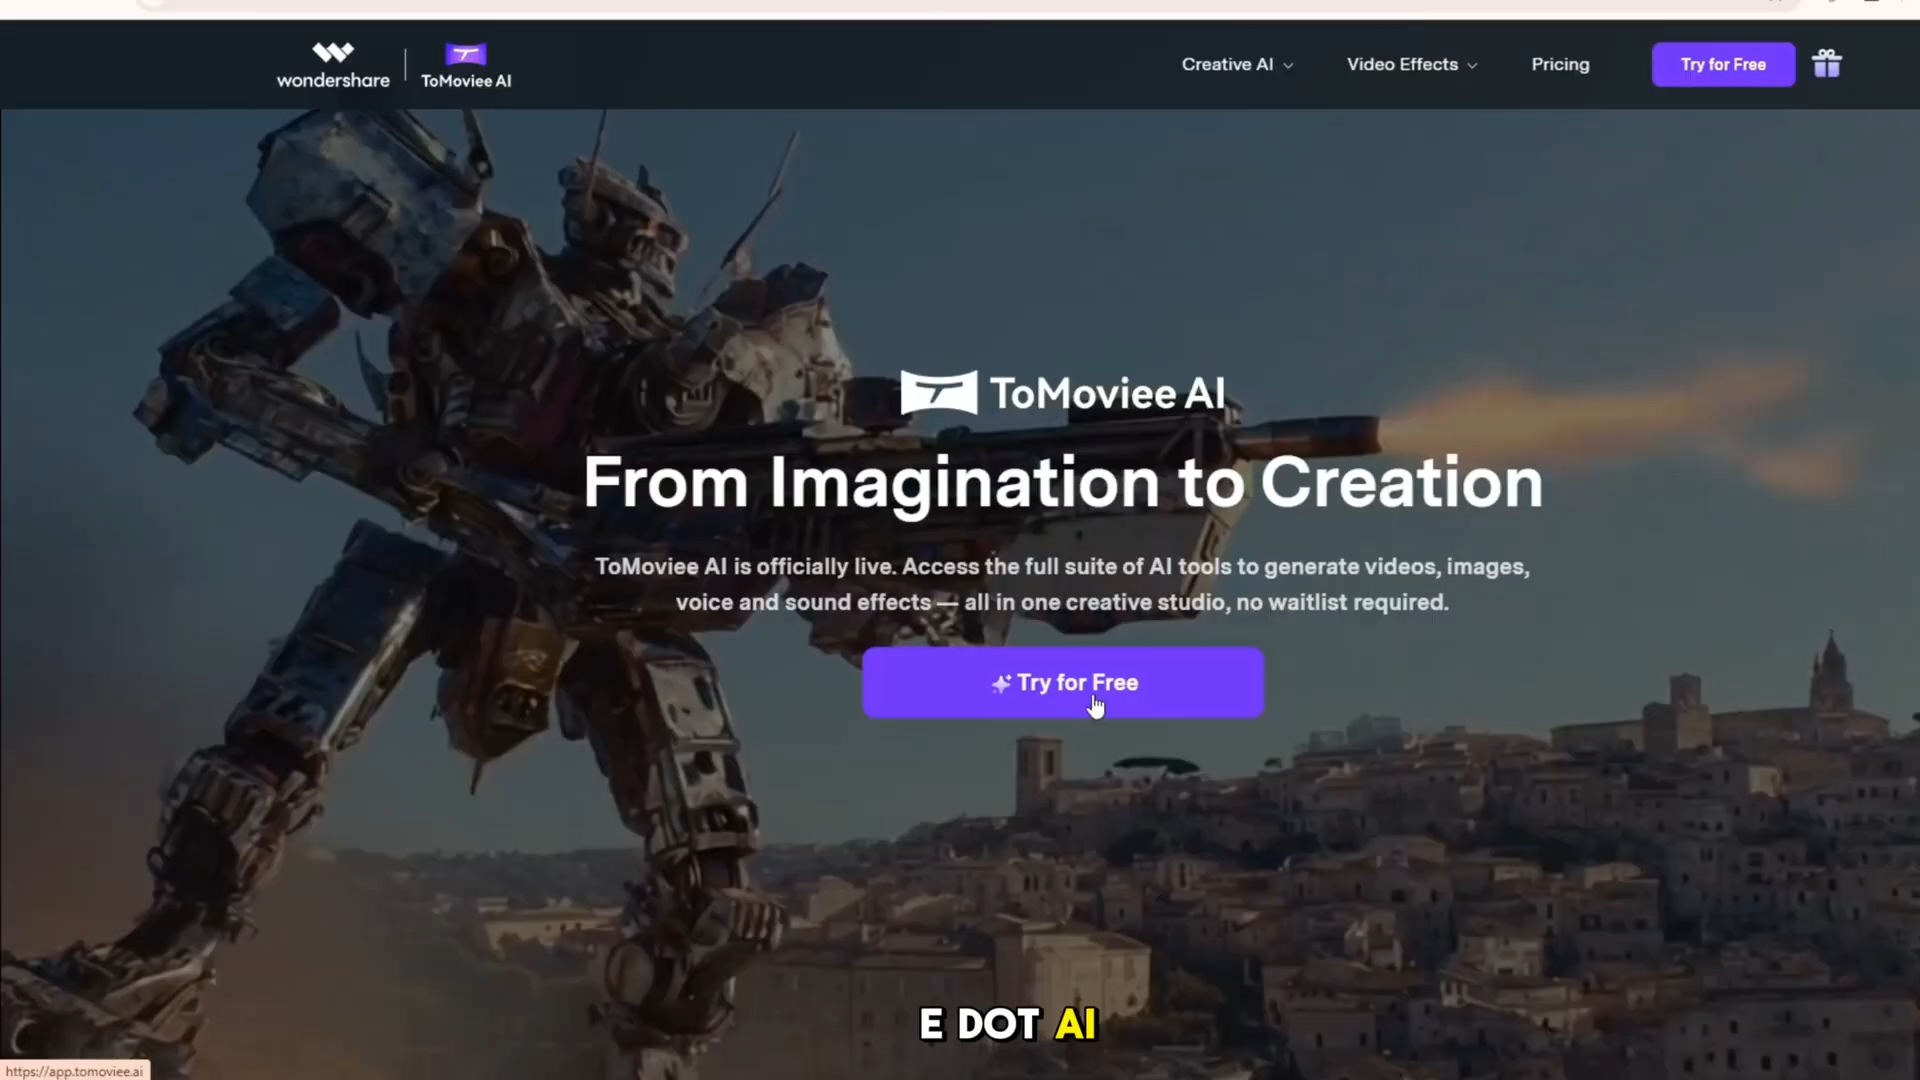 wondershare
ToMoviee AI
Creative AI
Video Effects
Pricing
Try for Free
ToMoviee AI
From Imagination to Creation
ToMoviee AI is officially live. Access the full suite of AI tools to generate videos, images,
voice and sound effects — all in one creative studio, no waitlist required.
Try for Free
E DOT AI
https://app.tomoviee.ai